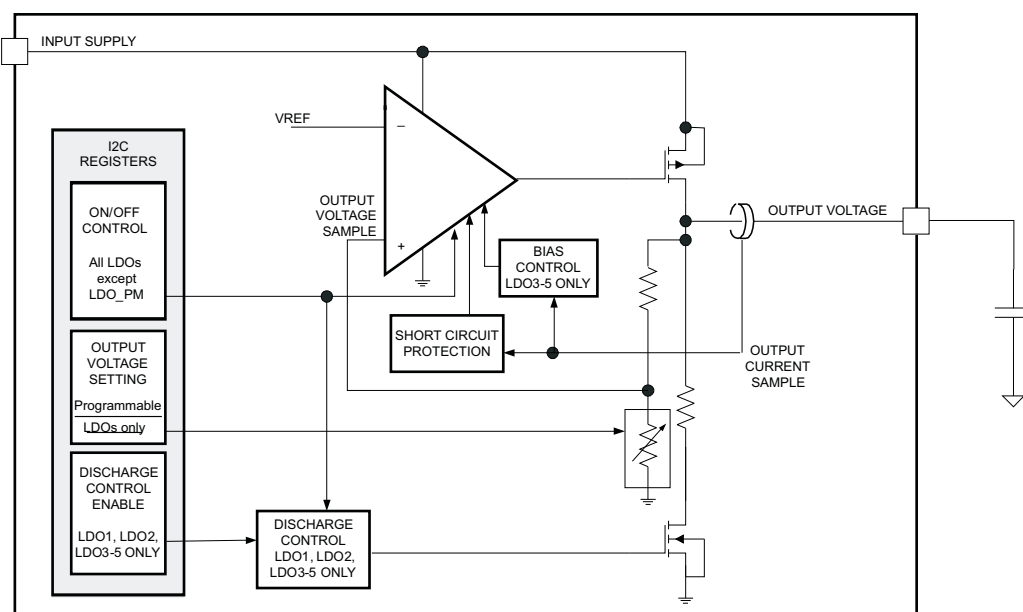 INPUT SUPPLY
VREF
−
I2C
REGISTERS
ON/OFF
CONTROL
All LDOs
except
LDO_PM
OUTPUT
VOLTAGE
SAMPLE
+
OUTPUT VOLTAGE
BIAS
CONTROL
LDO3-5 ONLY
SHORT CIRCUIT
PROTECTION
OUTPUT
CURRENT
SAMPLE
OUTPUT
VOLTAGE
SETTING
Programmable
LDOs only
DISCHARGE
CONTROL
ENABLE
LDO1, LDO2,
LDO3-5 ONLY
DISCHARGE
CONTROL
LDO1, LDO2,
LDO3-5 ONLY